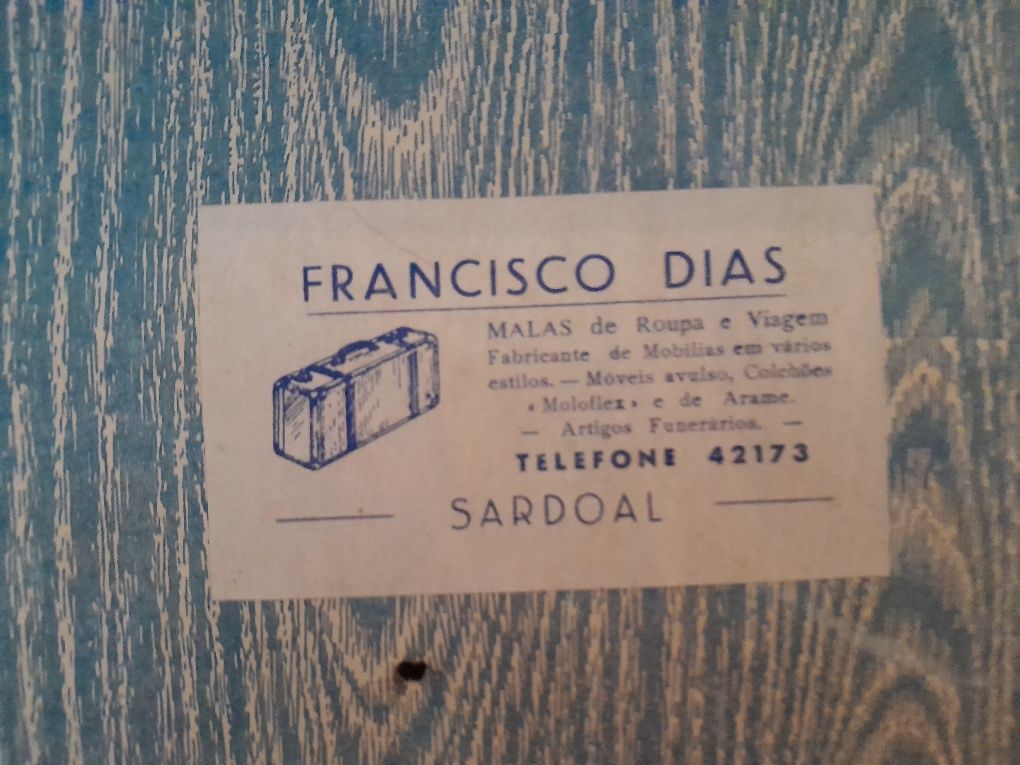 FRANCISCO DIAS
MALAS de Roupa e Viagem
Fabricante de Mobilias em vários
estilos. — Móveis avulso, Colchões
«Moloflex» e de Arame.
— Artigos Funerários. —
TELEFONE 42173
SARDOAL